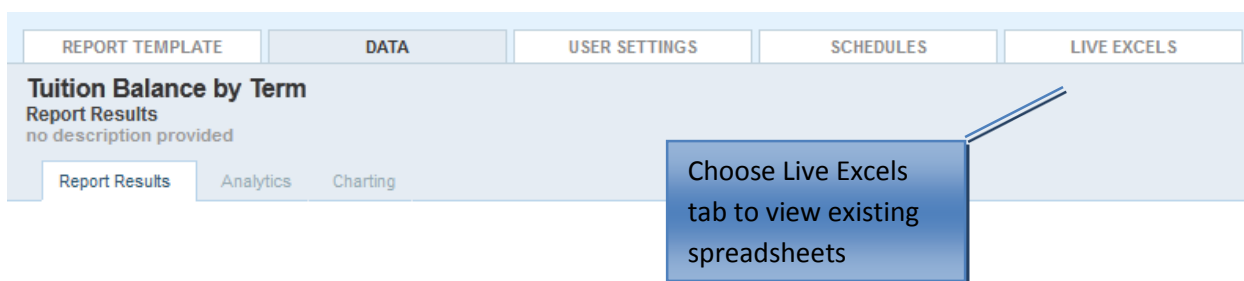 REPORT TEMPLATE DATA USER SETTINGS SCHEDULES LIVE EXCELS
Tuition Balance by Term
Report Results
no description provided
Report Results Analytics Charting
Choose Live Excels
tab to view existing
spreadsheets